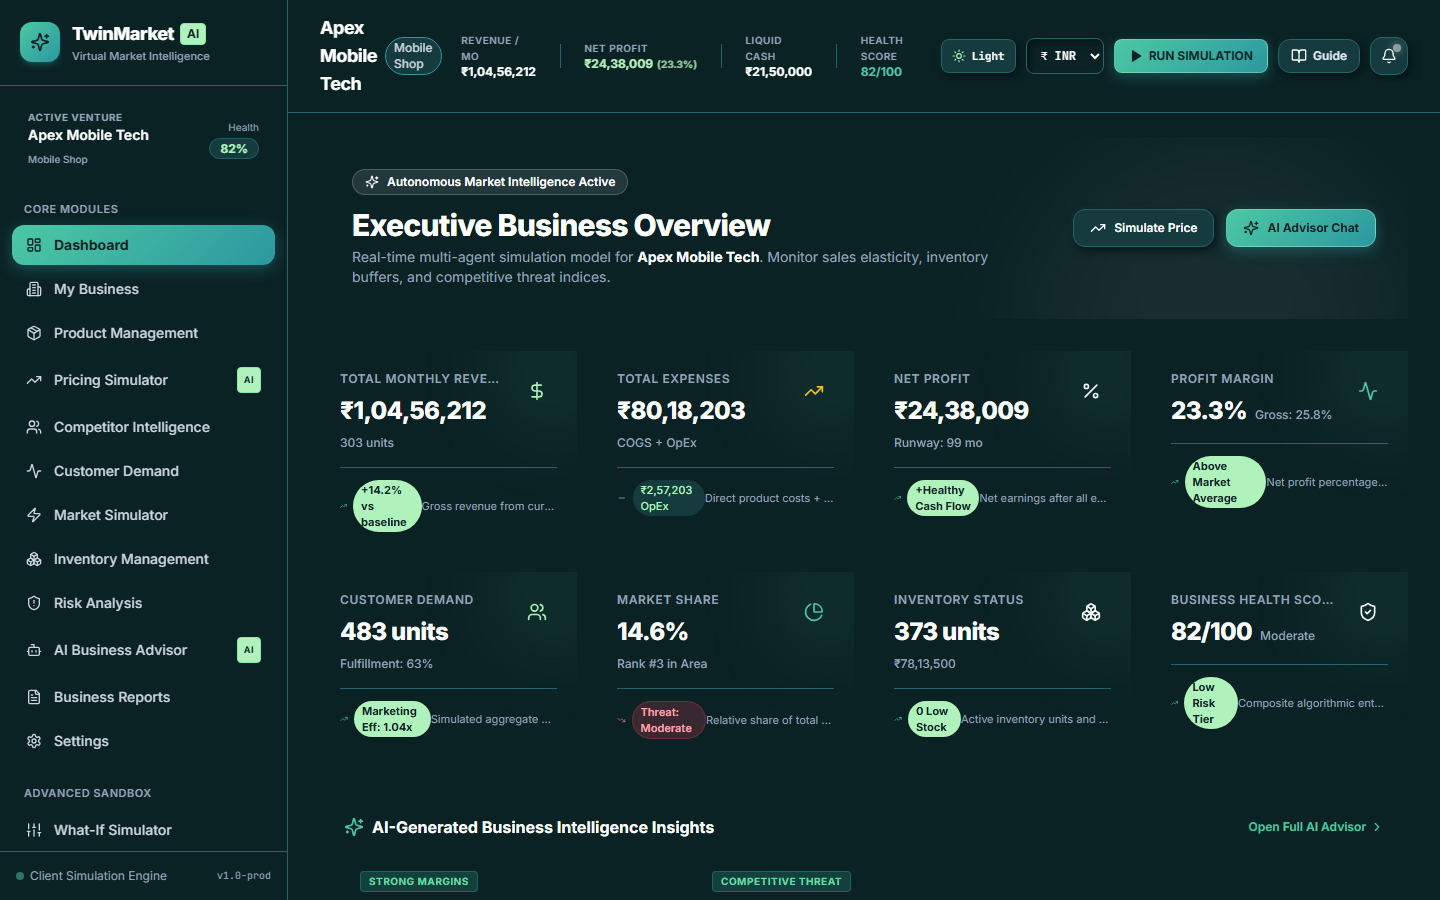 TwinMarket AI
Virtual Market Intelligence
ACTIVE VENTURE
Apex Mobile Tech
Mobile Shop
Health
82%
CORE MODULES
Dashboard
My Business
Product Management
Pricing Simulator AI
Competitor Intelligence
Customer Demand
Market Simulator
Inventory Management
Risk Analysis
AI Business Advisor AI
Business Reports
Settings
ADVANCED SANDBOX
What-If Simulator
Client Simulation Engine v1.0-prod
Apex
Mobile
Tech
Mobile
Shop
REVENUE /
MO
₹1,04,56,212
NET PROFIT
₹24,38,009 (23.3%)
LIQUID
CASH
₹21,50,000
HEALTH
SCORE
82/100
Light
₹ INR
RUN SIMULATION
Guide
Autonomous Market Intelligence Active
Executive Business Overview
Real-time multi-agent simulation model for Apex Mobile Tech. Monitor sales elasticity, inventory
buffers, and competitive threat indices.
Simulate Price
AI Advisor Chat
TOTAL MONTHLY REVE...
₹1,04,56,212
303 units
+14.2%
vs
baseline
Gross revenue from cur...
TOTAL EXPENSES
₹80,18,203
COGS + OpEx
₹2,57,203
OpEx
Direct product costs + ...
NET PROFIT
₹24,38,009
Runway: 99 mo
+Healthy
Cash Flow
Net earnings after all e...
PROFIT MARGIN
23.3% Gross: 25.8%
Above
Market
Average
Net profit percentage...
CUSTOMER DEMAND
483 units
Fulfillment: 63%
Marketing
Eff: 1.04x
Simulated aggregate ...
MARKET SHARE
14.6%
Rank #3 in Area
Threat:
Moderate
Relative share of total ...
INVENTORY STATUS
373 units
₹78,13,500
0 Low
Stock
Active inventory units and ...
BUSINESS HEALTH SCO...
82/100 Moderate
Low
Risk
Tier
Composite algorithmic ent...
AI-Generated Business Intelligence Insights
Open Full AI Advisor
STRONG MARGINS
COMPETITIVE THREAT